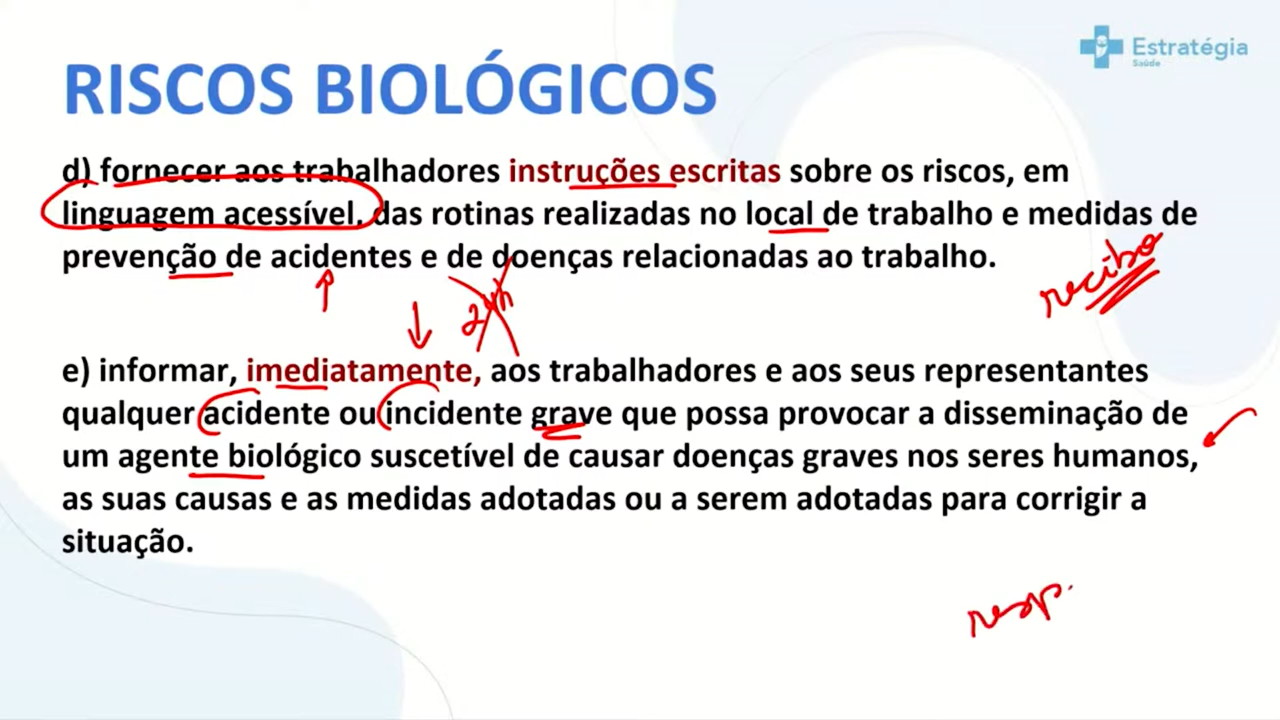 Estratégia
Saúde
RISCOS BIOLÓGICOS
d) fornecer aos trabalhadores instruções escritas sobre os riscos, em
linguagem acessível, das rotinas realizadas no local de trabalho e medidas de
prevenção de acidentes e de doenças relacionadas ao trabalho.
recibo
24h
e) informar, imediatamente, aos trabalhadores e aos seus representantes
qualquer acidente ou incidente grave que possa provocar a disseminação de
um agente biológico suscetível de causar doenças graves nos seres humanos,
as suas causas e as medidas adotadas ou a serem adotadas para corrigir a
situação.
resp.